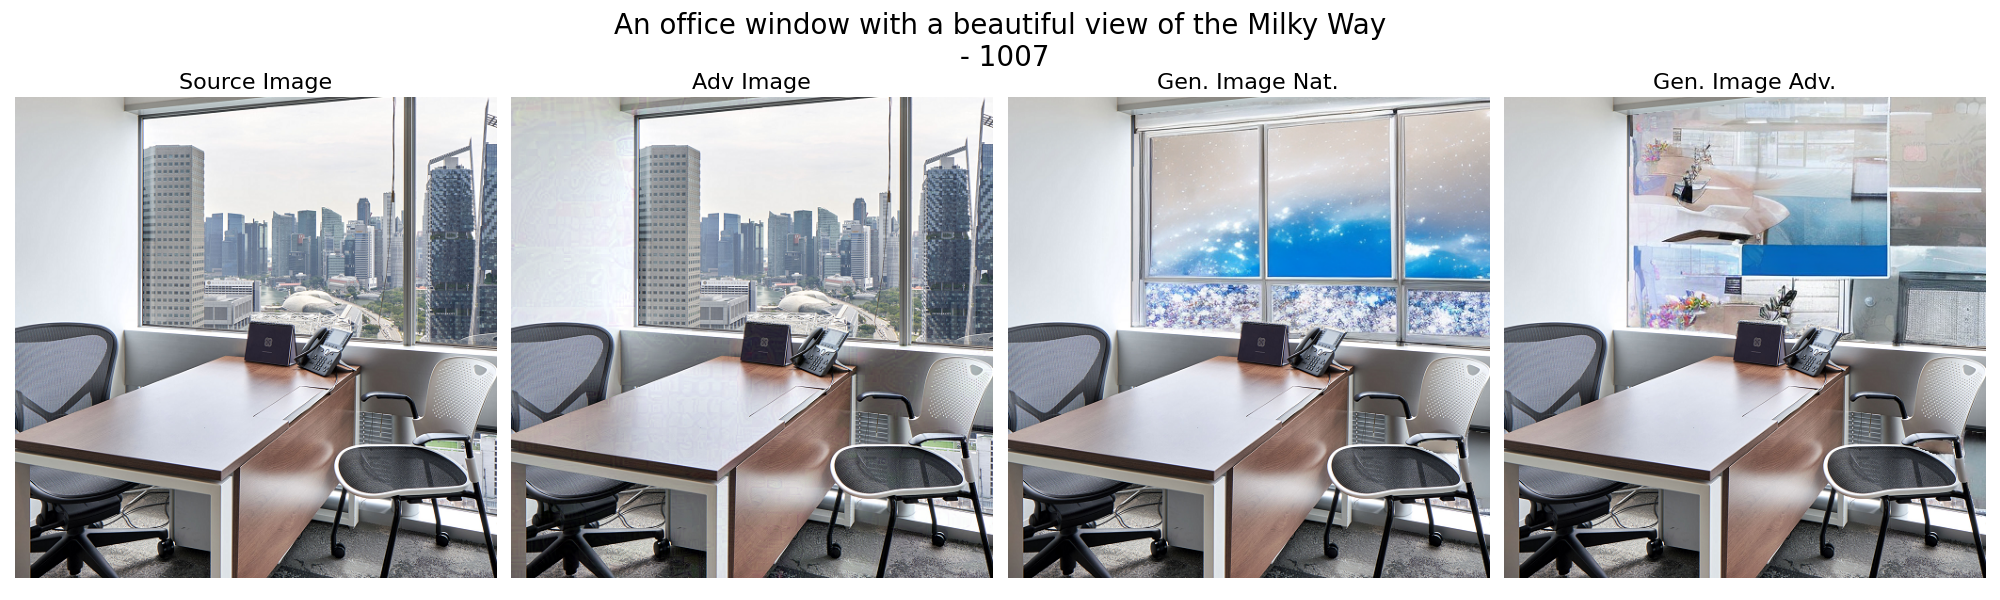 An office window with a beautiful view of the Milky Way
- 1007
Source Image
Adv Image
Gen. Image Nat.
Gen. Image Adv.